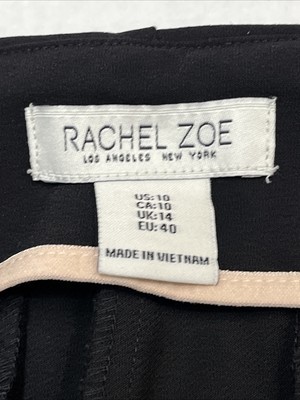 RACHEL ZOE
LOS ANGELES NEW YORK
US: 10
CA: 10
UK: 14
EU: 40
MADE IN VIETNAM